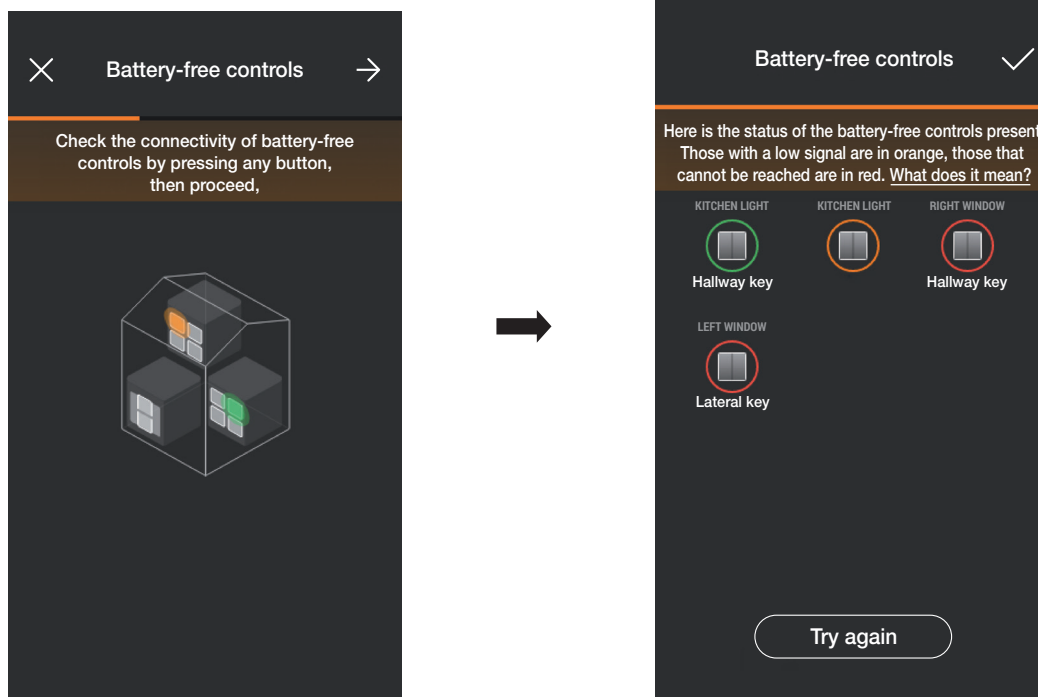 Battery-free controls
Check the connectivity of battery-free
controls by pressing any button,
then proceed,
Battery-free controls
Here is the status of the battery-free controls present
Those with a low signal are in orange, those that
cannot be reached are in red. What does it mean?
KITCHEN LIGHT KITCHEN LIGHT RIGHT WINDOW
Hallway key Hallway key
LEFT WINDOW
Lateral key
Try again